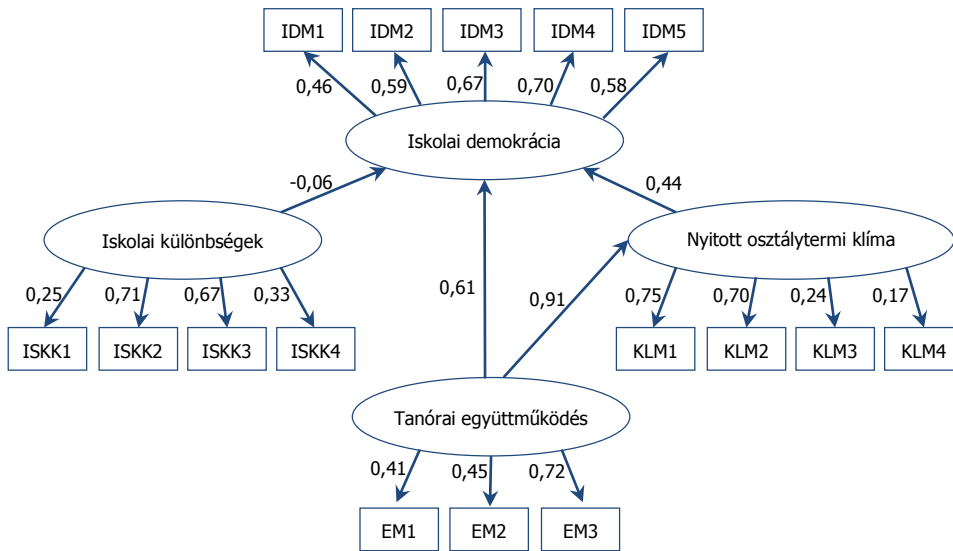 IDM1 IDM2 IDM3 IDM4 IDM5
0,46 0,59 0,67 0,70 0,58
Iskolai demokrácia
-0,06 0,44
Iskolai különbségek Nyitott osztálytermi klíma
0,25 0,71 0,67 0,33 0,61 0,91 0,75 0,70 0,24 0,17
ISKK1 ISKK2 ISKK3 ISKK4 KLM1 KLM2 KLM3 KLM4
Tanórai együttműködés
0,41 0,45 0,72
EM1 EM2 EM3